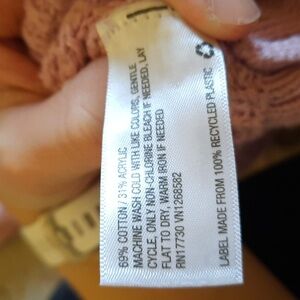 69% COTTON / 31% ACRYLIC
MACHINE WASH COLD WITH LIKE COLORS, GENTLE
CYCLE, ONLY NON-CHLORINE BLEACH IF NEEDED, LAY
FLAT TO DRY, WARM IRON IF NEEDED
RN17730 VN1268582
LABEL MADE FROM 100% RECYCLED PLASTIC